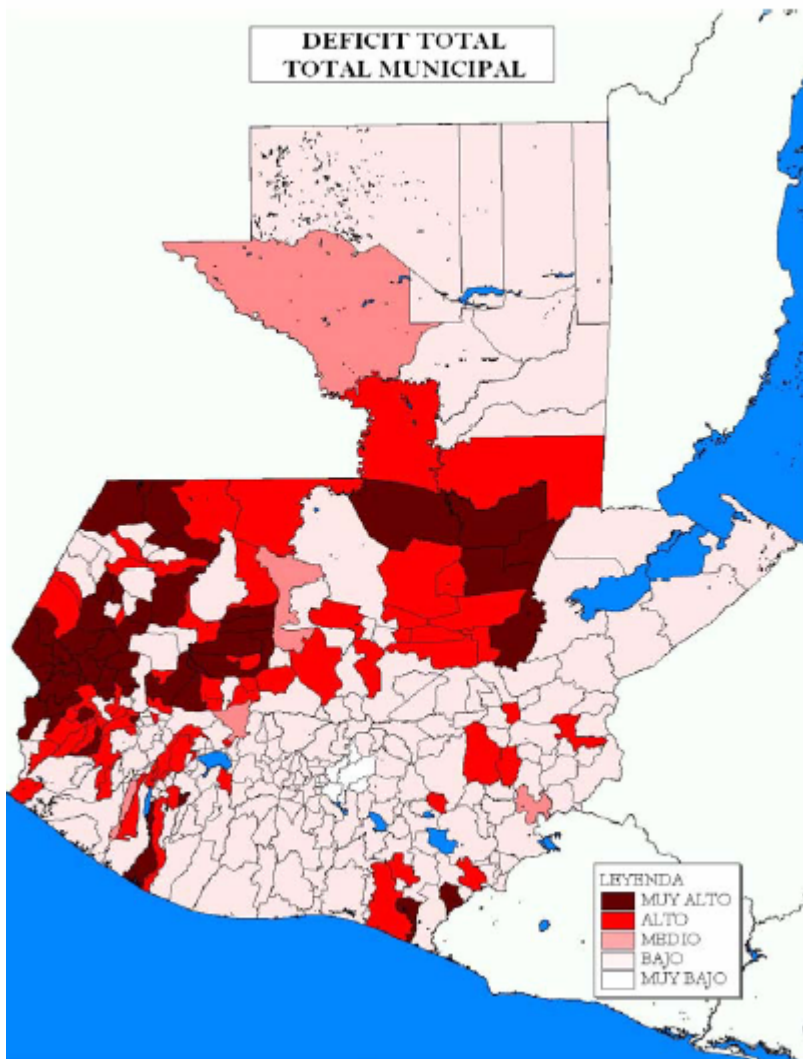 DEFICIT TOTAL
TOTAL MUNICIPAL
LEYENDA
MUY ALTO
ALTO
MEDIO
BAJO
MUY BAJO